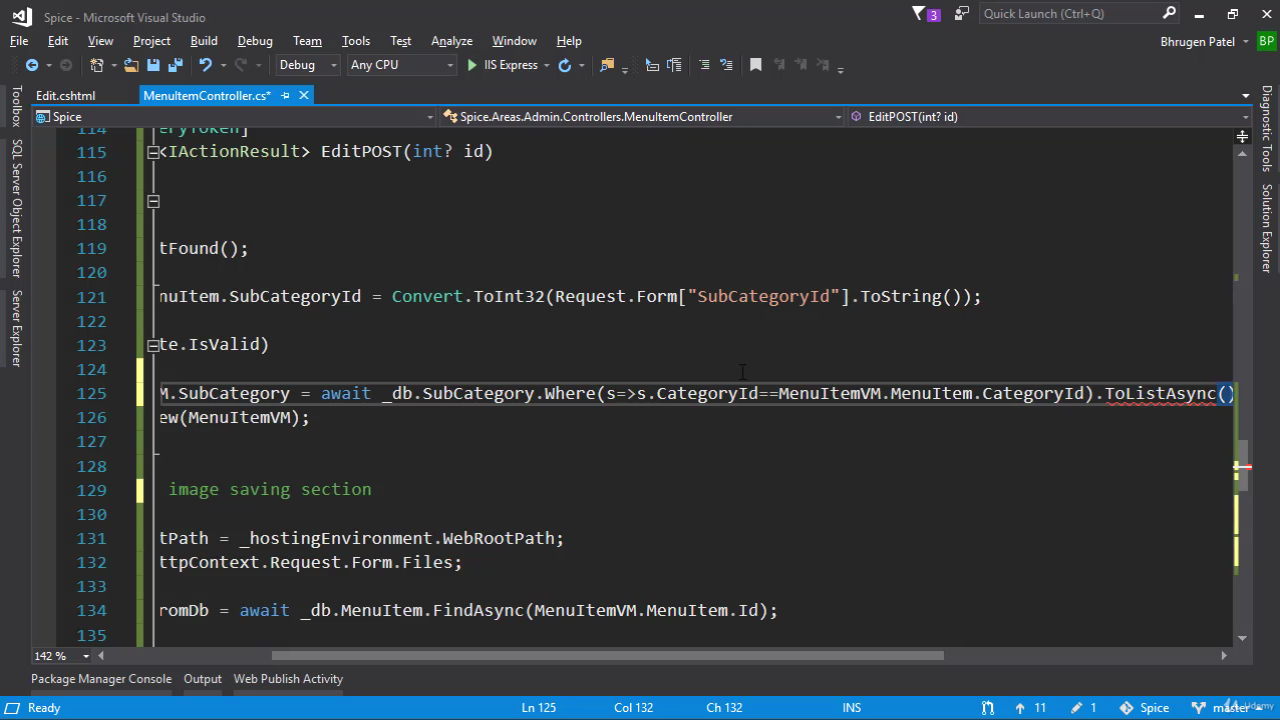 Spice - Microsoft Visual Studio
3
Quick Launch (Ctrl+Q)
File Edit View Project Build Debug Team Tools Test Analyze Window Help
Bhrugen Patel BP
Debug Any CPU IIS Express
Edit.cshtml MenuItemController.cs*
Spice Spice.Areas.Admin.Controllers.MenuItemController EditPOST(int? id)
Toolbox
SQL Server Object Explorer
Server Explorer
Diagnostic Tools
Solution Explorer
114 eryToken]
115 <IActionResult> EditPOST(int? id)
116
117
118
119 tFound();
120
121 nuItem.SubCategoryId = Convert.ToInt32(Request.Form["SubCategoryId"].ToString());
122
123 te.IsValid)
124
125 M.SubCategory = await _db.SubCategory.Where(s=>s.CategoryId==MenuItemVM.MenuItem.CategoryId).ToListAsync()
126 ew(MenuItemVM);
127
128
129 image saving section
130
131 tPath = _hostingEnvironment.WebRootPath;
132 ttpContext.Request.Form.Files;
133
134 romDb = await _db.MenuItem.FindAsync(MenuItemVM.MenuItem.Id);
135
142 %
Package Manager Console Output Web Publish Activity
Ready Ln 125 Col 132 Ch 132 INS 11 1 Spice master
Udemy